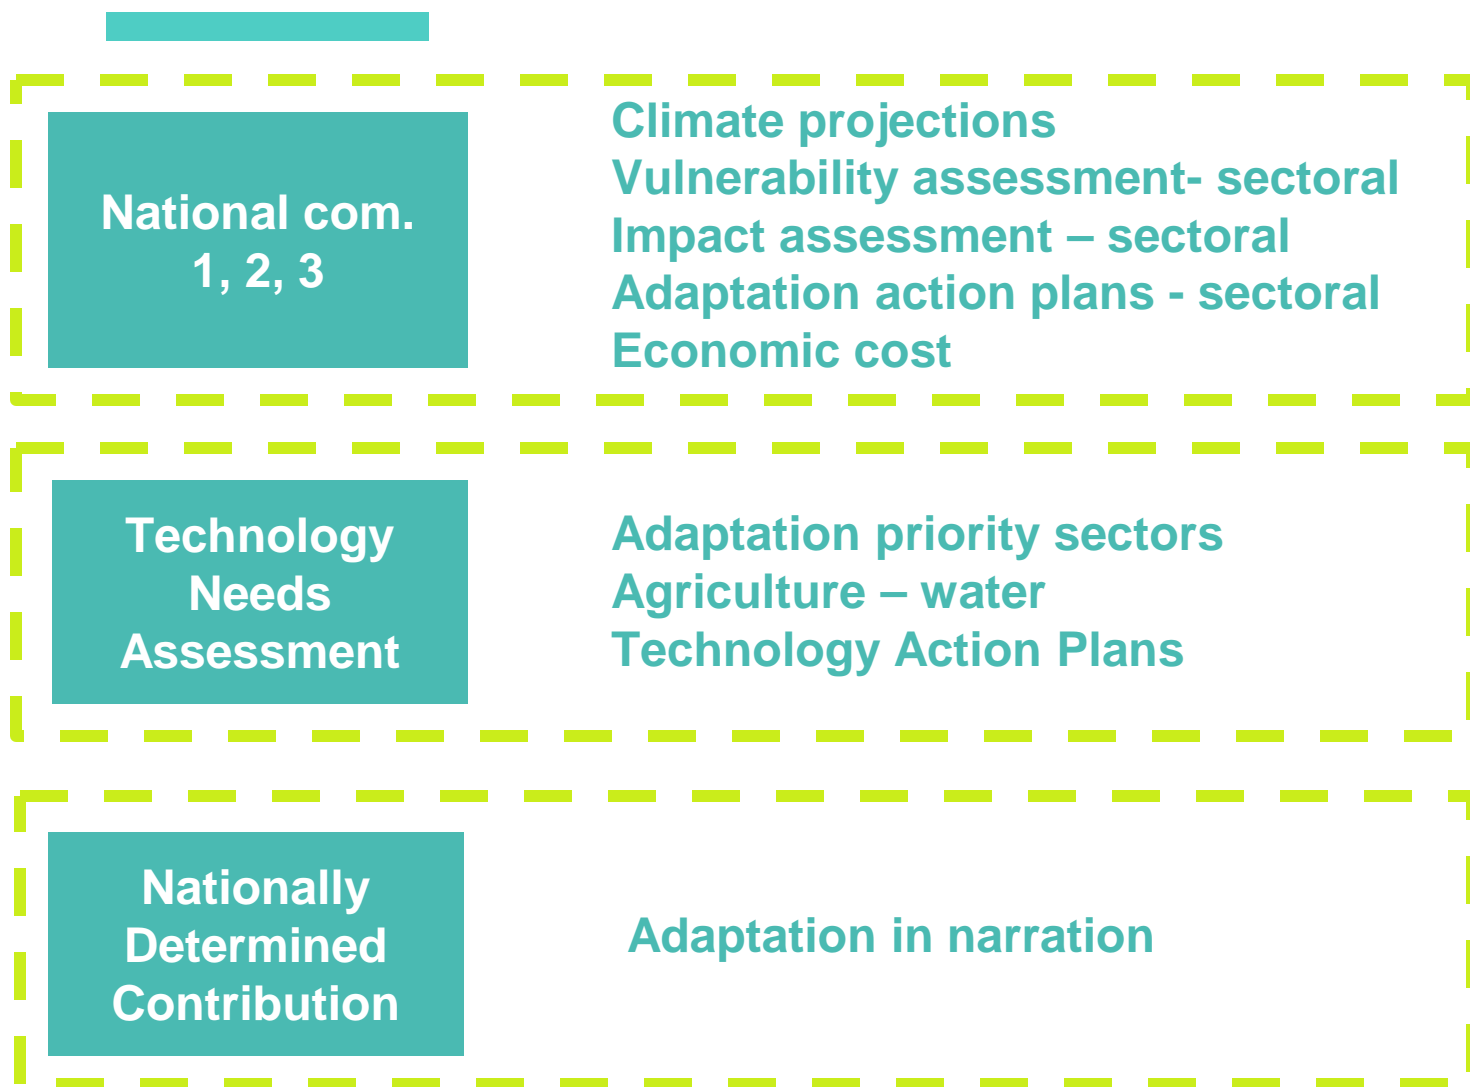 National com.
1, 2, 3
Climate projections
Vulnerability assessment- sectoral
Impact assessment – sectoral
Adaptation action plans - sectoral
Economic cost
Technology
Needs
Assessment
Adaptation priority sectors
Agriculture – water
Technology Action Plans
Nationally
Determined
Contribution
Adaptation in narration